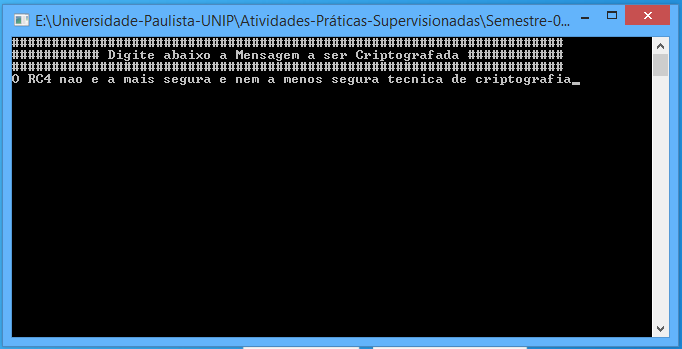 E:\Universidade-Paulista-UNIP\Atividades-Práticas-Supervisionadas\Semestre-0...
#####################################################################
########### Digite abaixo a Mensagem a ser Criptografada ############
#####################################################################
O RC4 nao e a mais segura e nem a menos segura tecnica de criptografia_